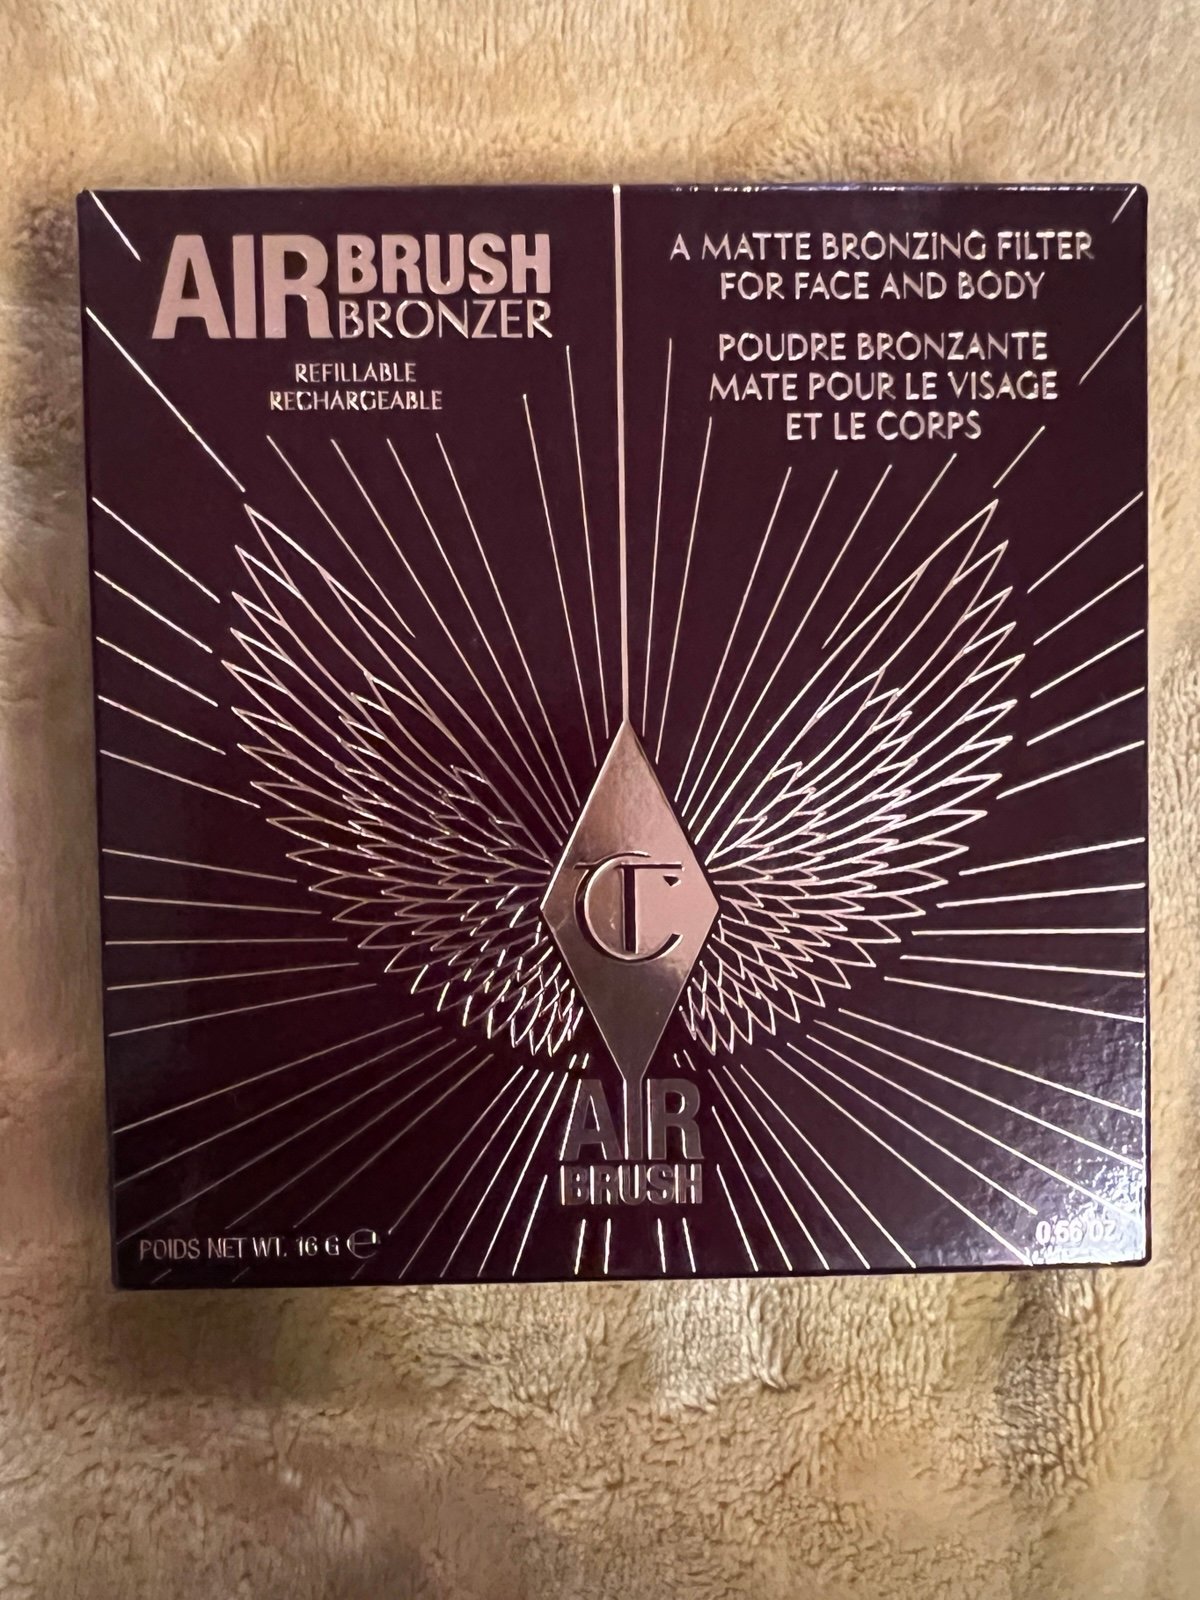 AIRBRUSH
BRONZER
REFILLABLE
RECHARGEABLE
A MATTE BRONZING FILTER
FOR FACE AND BODY
POUDRE BRONZANTE
MATE POUR LE VISAGE
ET LE CORPS
CT
AIR
BRUSH
POIDS NET WT. 16 G ℮
0.56 OZ.